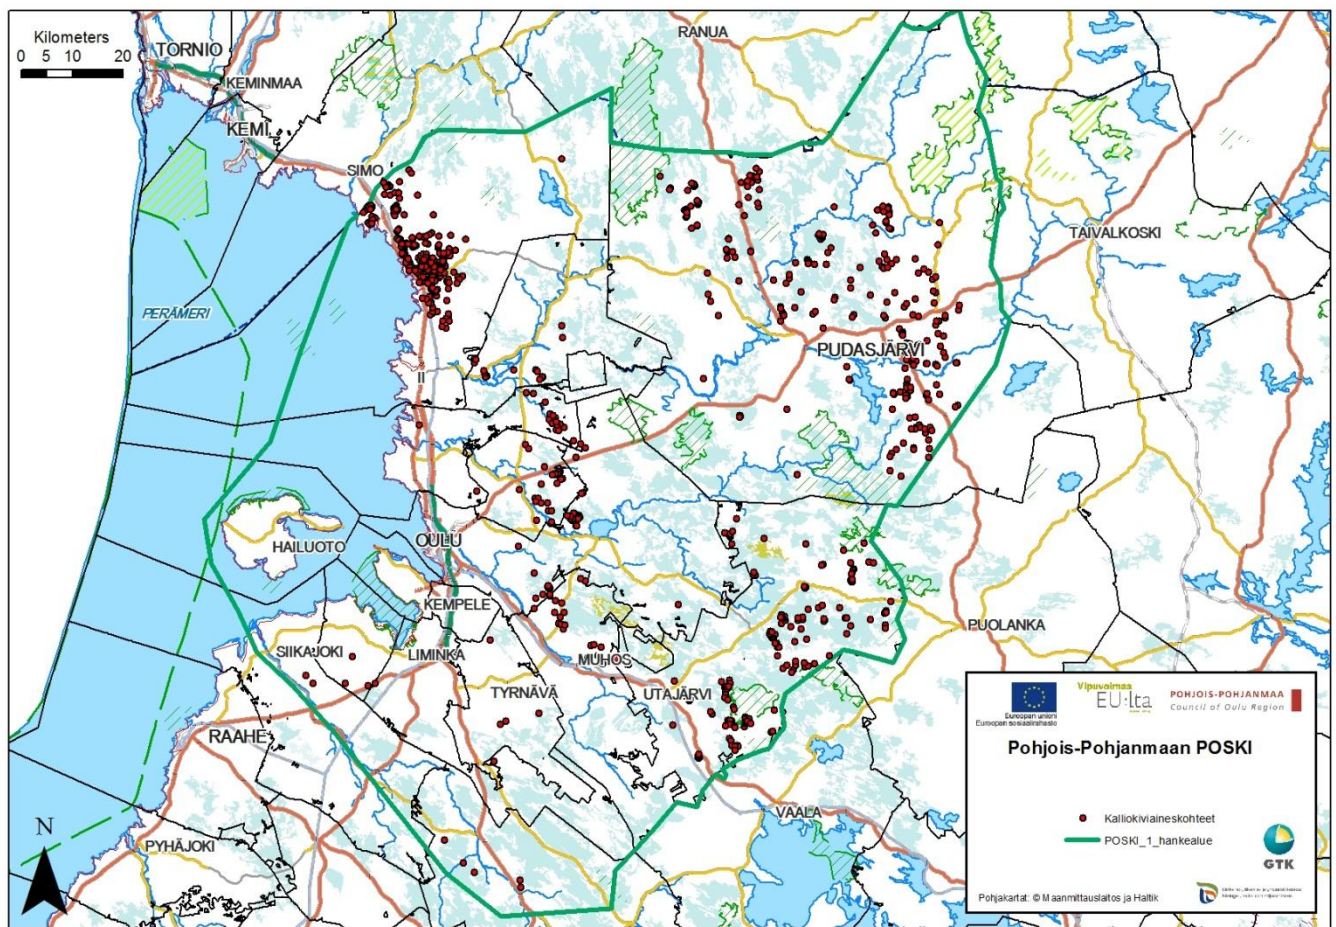 Kilometers
0 5 10 20
TORNIO
RANUA
KEMINMAA
KEMI
SIMO
TAIVALKOSKI
PERÄMERI
PUDASJÄRVI
II
OULU
HAILUOTO
KEMPELE
PUOLANKA
SIIKAJOKI
LIMINKA
MUHOS
TYRNÄVÄ
UTAJÄRVI
RAAHE
VAALA
PYHÄJOKI
N
Euroopan unioni
Euroopan sosiaalirahasto
Vipuvoimaa
EU:lta
POHJOIS-POHJANMAA
Council of Oulu Region
Pohjois-Pohjanmaan POSKI
Kalliokiviaineskohteet
POSKI_1_hankealue
GTK
Pohjakartat: © Maanmittauslaitos ja Haltik